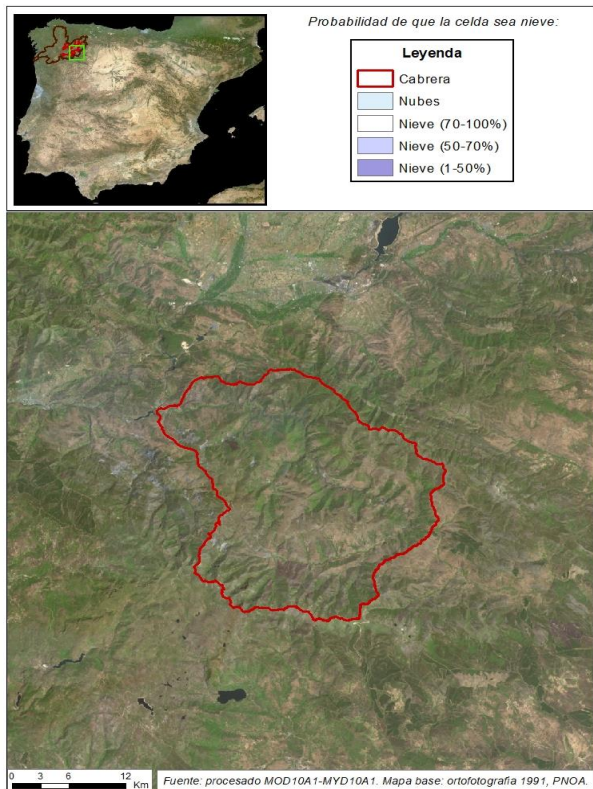 Probabilidad de que la celda sea nieve:
Leyenda
Cabrera
Nubes
Nieve (70-100%)
Nieve (50-70%)
Nieve (1-50%)
0 3 6 12
Km
Fuente: procesado MOD10A1-MYD10A1. Mapa base: ortofotografia 1991, PNOA.